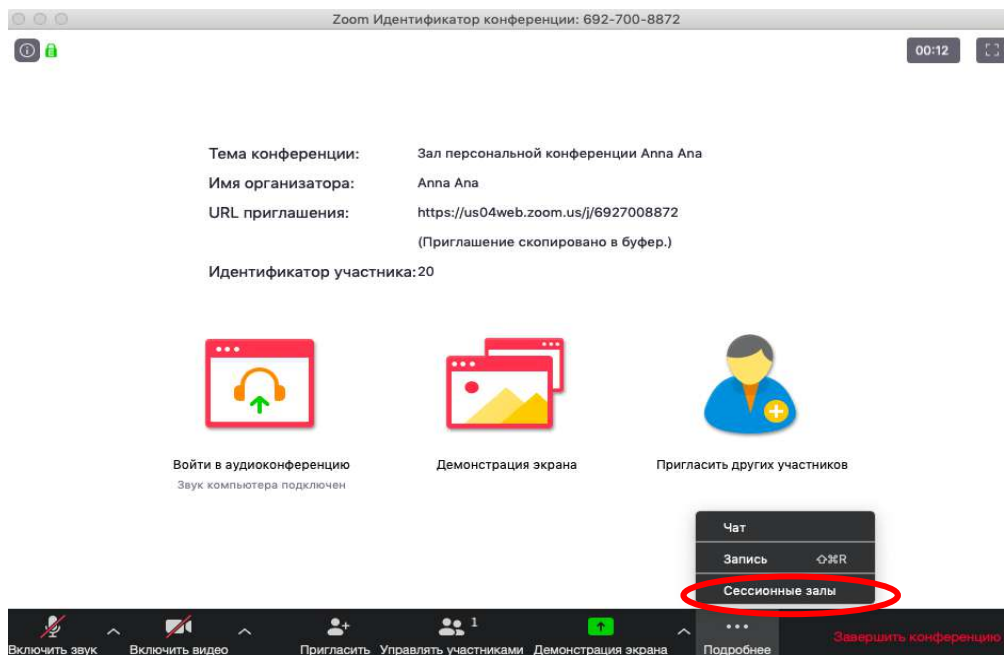 Zoom Идентификатор конференции: 692-700-8872
00:12
Тема конференции: Зал персональной конференции Anna Ana
Имя организатора: Anna Ana
URL приглашения: https://us04web.zoom.us/j/6927008872
(Приглашение скопировано в буфер.)
Идентификатор участника: 20
Войти в аудиоконференцию
Звук компьютера подключен
Демонстрация экрана
Пригласить других участников
Чат
Запись ⇧⌘R
Сессионные залы
Включить звук Включить видео Пригласить Управлять участниками 1 Демонстрация экрана Подробнее Завершить конференцию